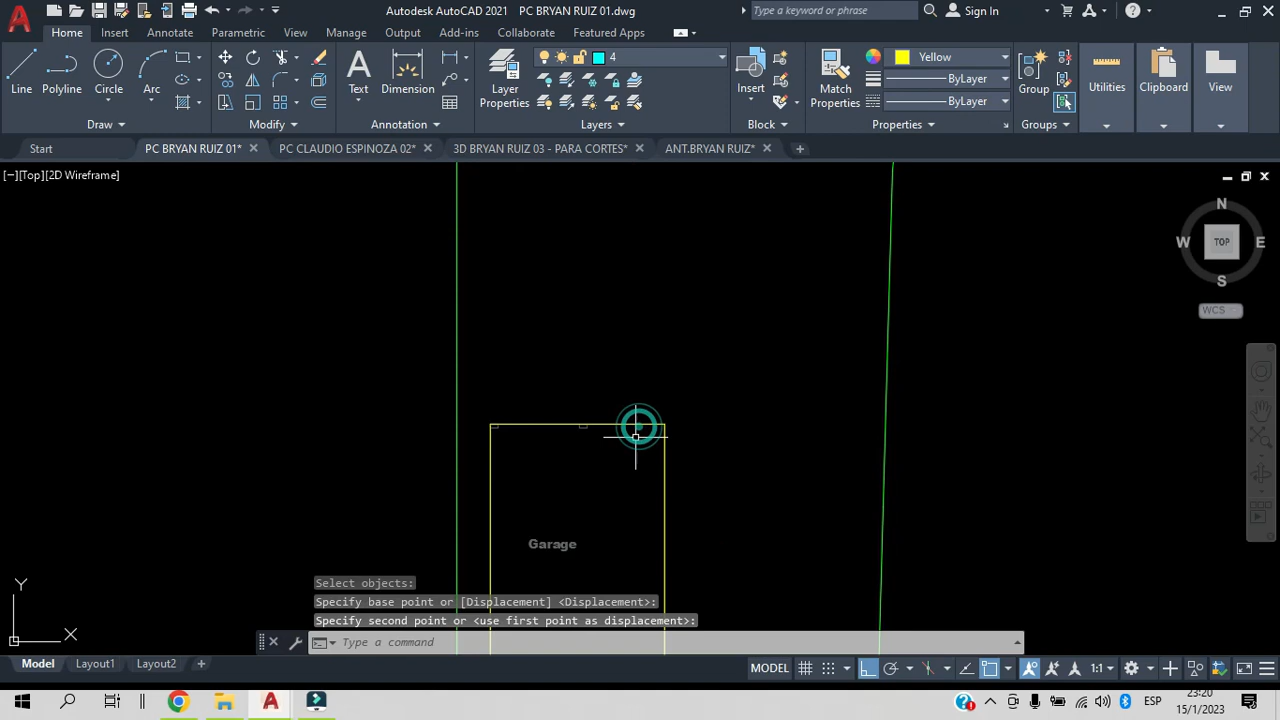 Autodesk AutoCAD 2021 PC BRYAN RUIZ 01.dwg
Type a keyword or phrase
Sign In
Home Insert Annotate Parametric View Manage Output Add-ins Collaborate Featured Apps
4
Yellow
ByLayer
ByLayer
Line Polyline Circle Arc
Text Dimension
Layer Properties
Insert
Match Properties
Group
Utilities Clipboard View
Draw Modify Annotation Layers Block Properties Groups
Start PC BRYAN RUIZ 01* PC CLAUDIO ESPINOZA 02* 3D BRYAN RUIZ 03 - PARA CORTES* ANT.BRYAN RUIZ*
[−][Top][2D Wireframe]
N
W TOP E
S
WCS
Garage
Select objects:
Specify base point or [Displacement] <Displacement>:
Specify second point or <use first point as displacement>:
Type a command
Y
X
Model Layout1 Layout2
MODEL 1:1
ESP
23:20
15/1/2023